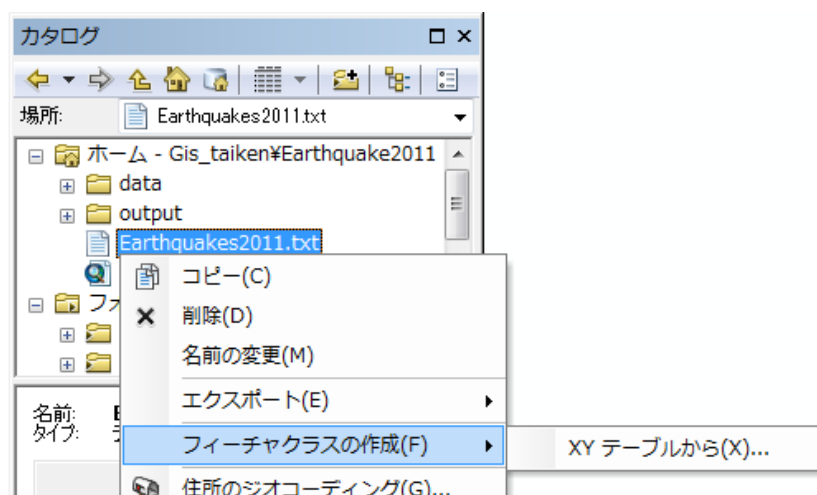 カタログ
場所: Earthquakes2011.txt
ホーム - Gis_taiken¥Earthquake2011
data
output
Earthquakes2011.txt
コピー(C)
フォ
削除(D)
名前の変更(M)
エクスポート(E)
名前:
タイプ:
フィーチャクラスの作成(F)
XY テーブルから(X)...
住所のジオコーディング(G)...